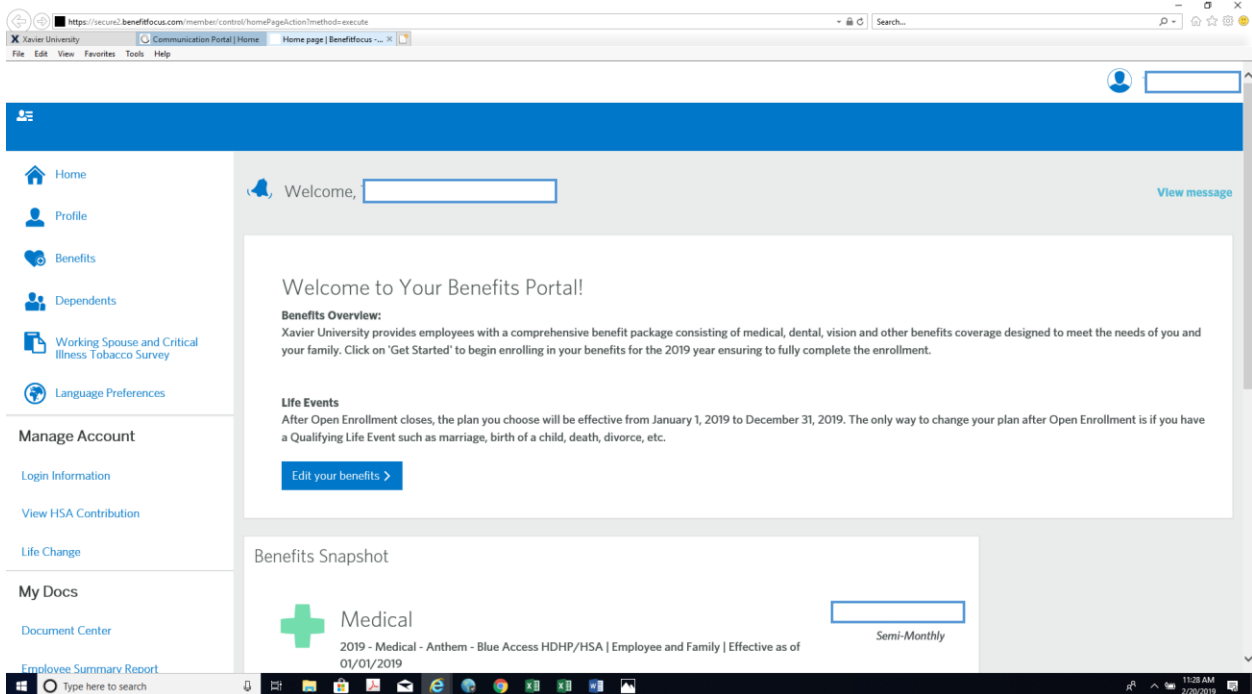 https://secure2.benefitfocus.com/member/control/homePageAction?method=execute
Search...
Xavier University
Communication Portal | Home
Home page | Benefitfocus -...
File Edit View Favorites Tools Help
Home
Profile
Benefits
Dependents
Working Spouse and Critical
Illness Tobacco Survey
Language Preferences
Manage Account
Login Information
View HSA Contribution
Life Change
My Docs
Document Center
Employee Summary Report
Welcome,
View message
Welcome to Your Benefits Portal!
Benefits Overview:
Xavier University provides employees with a comprehensive benefit package consisting of medical, dental, vision and other benefits coverage designed to meet the needs of you and
your family. Click on 'Get Started' to begin enrolling in your benefits for the 2019 year ensuring to fully complete the enrollment.
Life Events
After Open Enrollment closes, the plan you choose will be effective from January 1, 2019 to December 31, 2019. The only way to change your plan after Open Enrollment is if you have
a Qualifying Life Event such as marriage, birth of a child, death, divorce, etc.
Edit your benefits >
Benefits Snapshot
Medical
2019 - Medical - Anthem - Blue Access HDHP/HSA | Employee and Family | Effective as of
01/01/2019
Semi-Monthly
Type here to search
11:28 AM
2/20/2019